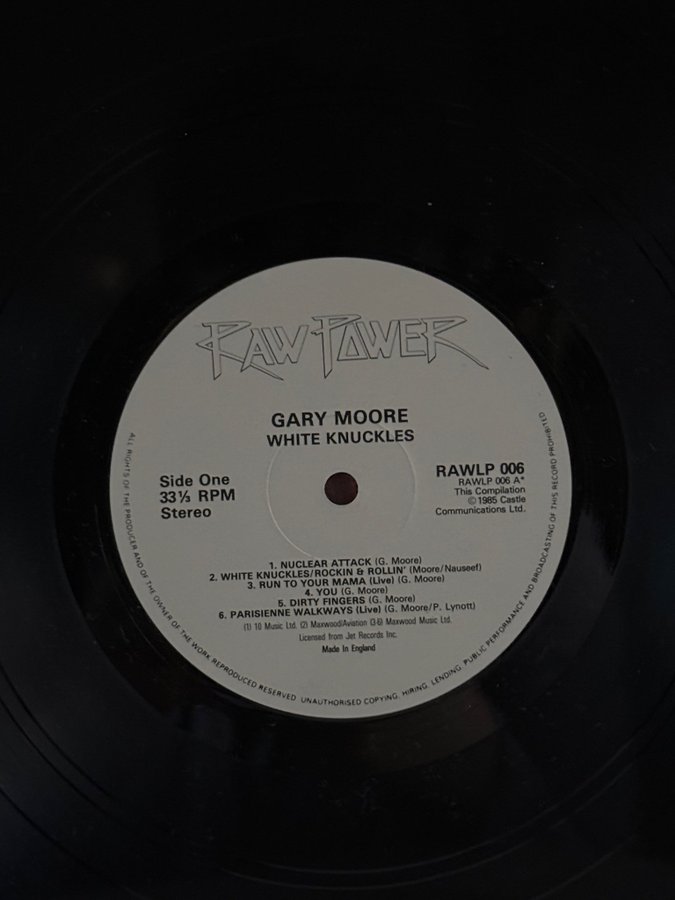 RAW POWER
GARY MOORE
WHITE KNUCKLES
Side One
33⅓ RPM
Stereo
RAWLP 006
RAWLP 006 A*
This Compilation
©1985 Castle
Communications Ltd.
1. NUCLEAR ATTACK (G. Moore)
2. WHITE KNUCKLES/ROCKIN & ROLLIN' (Moore/Nauseef)
3. RUN TO YOUR MAMA (Live) (G. Moore)
4. YOU (G. Moore)
5. DIRTY FINGERS (G. Moore)
6. PARISIENNE WALKWAYS (Live) (G. Moore/P. Lynott)
(1) 10 Music Ltd. (2) Maxwood/Aviation (3-6) Maxwood Music Ltd.
Licensed from Jet Records Inc.
Made In England
ALL RIGHTS OF THE PRODUCER AND OF THE OWNER OF THE WORK REPRODUCED RESERVED. UNAUTHORISED COPYING, HIRING, LENDING, PUBLIC PERFORMANCE AND BROADCASTING OF THIS RECORD PROHIBITED